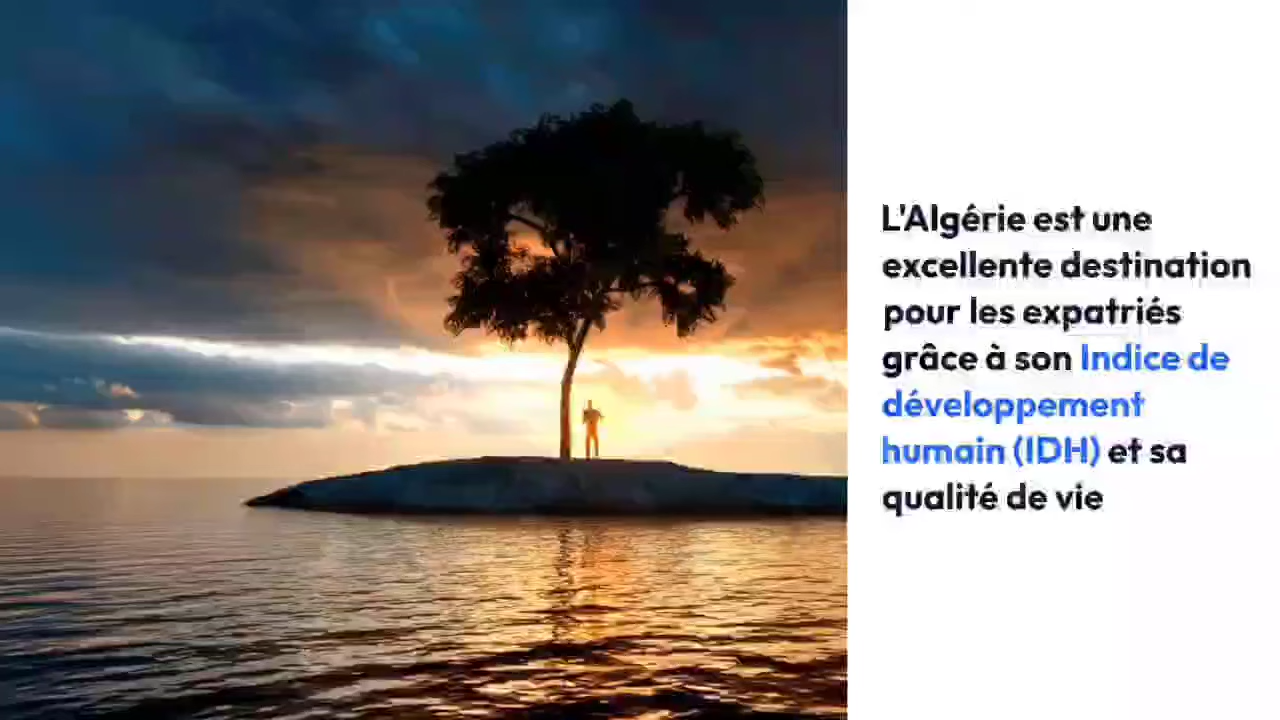 L'Algérie est une
excellente destination
pour les expatriés
grâce à son Indice de
développement
humain (IDH) et sa
qualité de vie